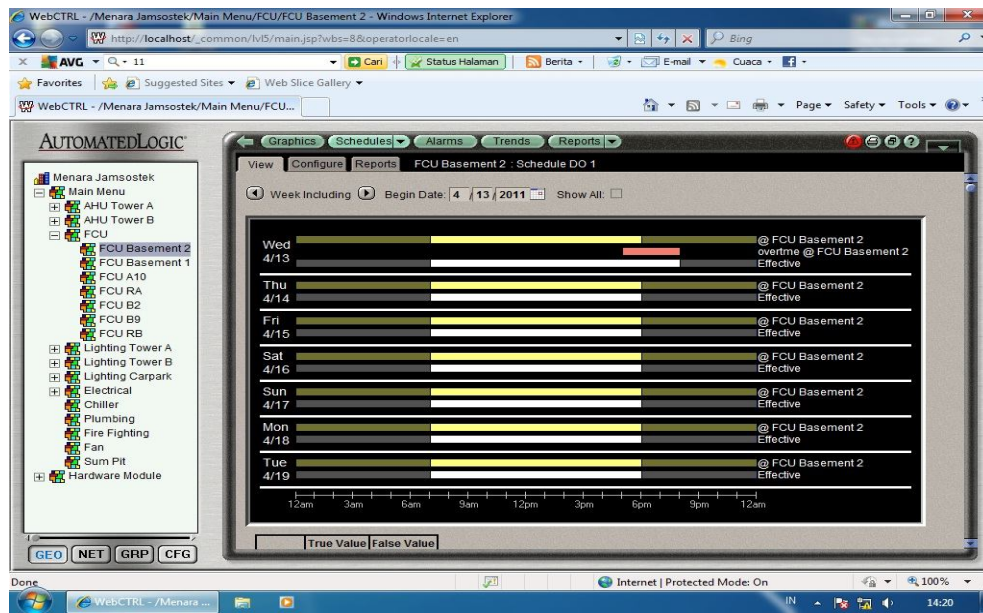 WebCTRL - /Menara Jamsostek/Main Menu/FCU/FCU Basement 2 - Windows Internet Explorer
http://localhost/_common/lvl5/main.jsp?wbs=8&operatorlocale=en
Bing
AVG 11 Cari Status Halaman Berita E-mail Cuaca
Favorites Suggested Sites Web Slice Gallery
WebCTRL - /Menara Jamsostek/Main Menu/FCU... Page Safety Tools
AUTOMATEDLOGIC
Menara Jamsostek
Main Menu
AHU Tower A
AHU Tower B
FCU
FCU Basement 2
FCU Basement 1
FCU A10
FCU RA
FCU B2
FCU B9
FCU RB
Lighting Tower A
Lighting Tower B
Lighting Carpark
Electrical
Chiller
Plumbing
Fire Fighting
Fan
Sum Pit
Hardware Module
GEO NET GRP CFG
Graphics Schedules Alarms Trends Reports
View Configure Reports FCU Basement 2 : Schedule DO 1
Week Including Begin Date: 4 / 13 / 2011 Show All:
Wed @ FCU Basement 2
overtme @ FCU Basement 2
4/13 Effective
Thu @ FCU Basement 2
4/14 Effective
Fri @ FCU Basement 2
4/15 Effective
Sat @ FCU Basement 2
4/16 Effective
Sun @ FCU Basement 2
4/17 Effective
Mon @ FCU Basement 2
4/18 Effective
Tue @ FCU Basement 2
4/19 Effective
12am 3am 6am 9am 12pm 3pm 6pm 9pm 12am
True Value False Value
Done Internet | Protected Mode: On 100%
WebCTRL - /Menara ... IN 14:20